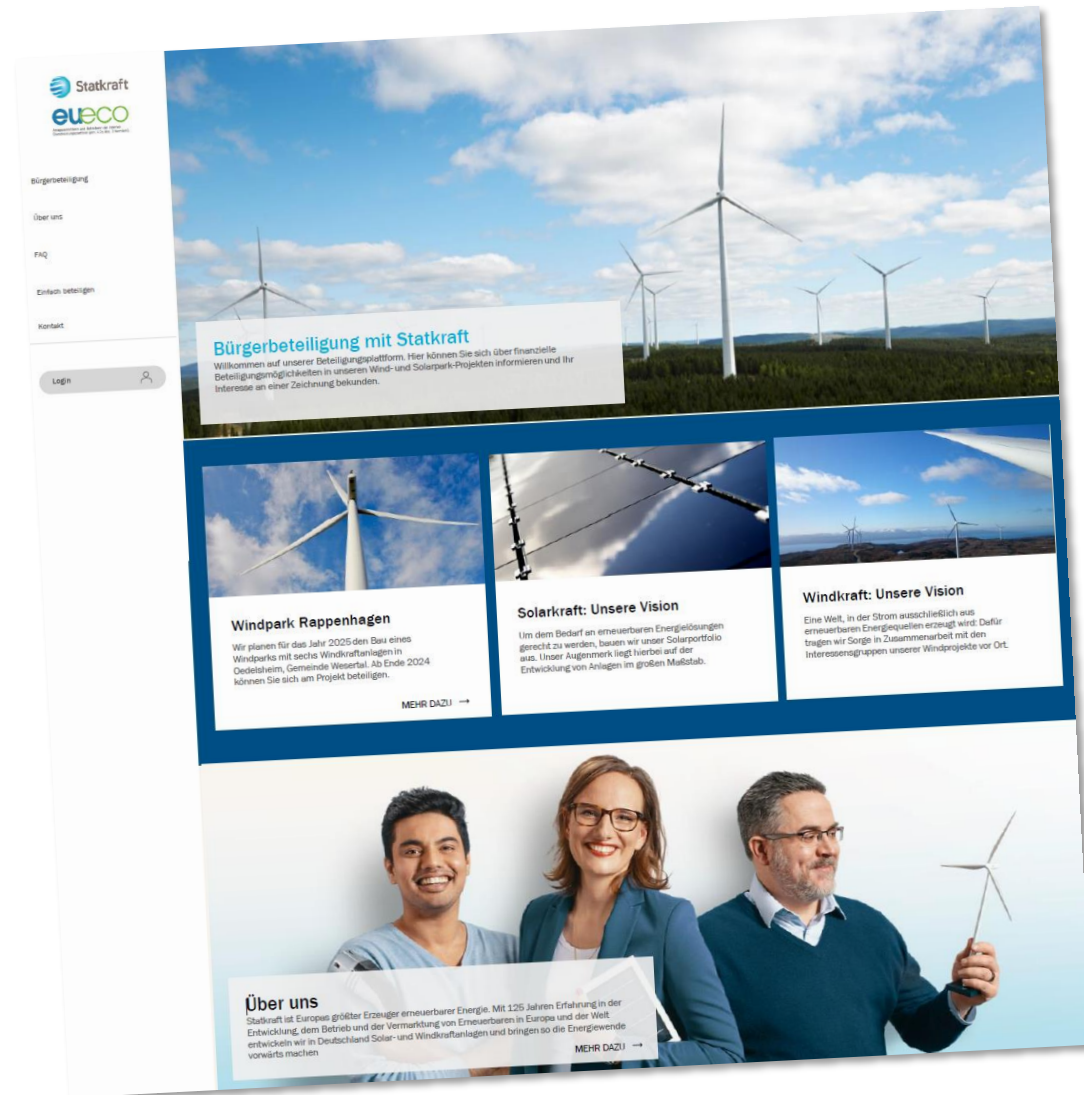 Statkraft
eueco
Bürgerbeteiligung
Über uns
FAQ
Einfach beteiligen
Kontakt
Login
Bürgerbeteiligung mit Statkraft
Willkommen auf unserer Beteiligungsplattform. Hier können Sie sich über finanzielle
Beteiligungsmöglichkeiten in unseren Wind- und Solarpark-Projekten informieren und Ihr
Interesse an einer Zeichnung bekunden.
Windpark Rappenhagen
Wir planen für das Jahr 2025 den Bau eines
Windparks mit sechs Windkraftanlagen in
Oedelsheim, Gemeinde Wesertal. Ab Ende 2024
können Sie sich am Projekt beteiligen.
MEHR DAZU →
Solarkraft: Unsere Vision
Um dem Bedarf an erneuerbaren Energielösungen
gerecht zu werden, bauen wir unser Solarportfolio
aus. Unser Augenmerk liegt hierbei auf der
Entwicklung von Anlagen im großen Maßstab.
Windkraft: Unsere Vision
Eine Welt, in der Strom ausschließlich aus
erneuerbaren Energiequellen erzeugt wird: Dafür
tragen wir Sorge in Zusammenarbeit mit den
Interessensgruppen unserer Windprojekte vor Ort.
Über uns
Statkraft ist Europas größter Erzeuger erneuerbarer Energie. Mit 125 Jahren Erfahrung in der
Entwicklung, dem Betrieb und der Vermarktung von Erneuerbaren in Europa und der Welt
entwickeln wir in Deutschland Solar- und Windkraftanlagen und bringen so die Energiewende
vorwärts machen
MEHR DAZU →